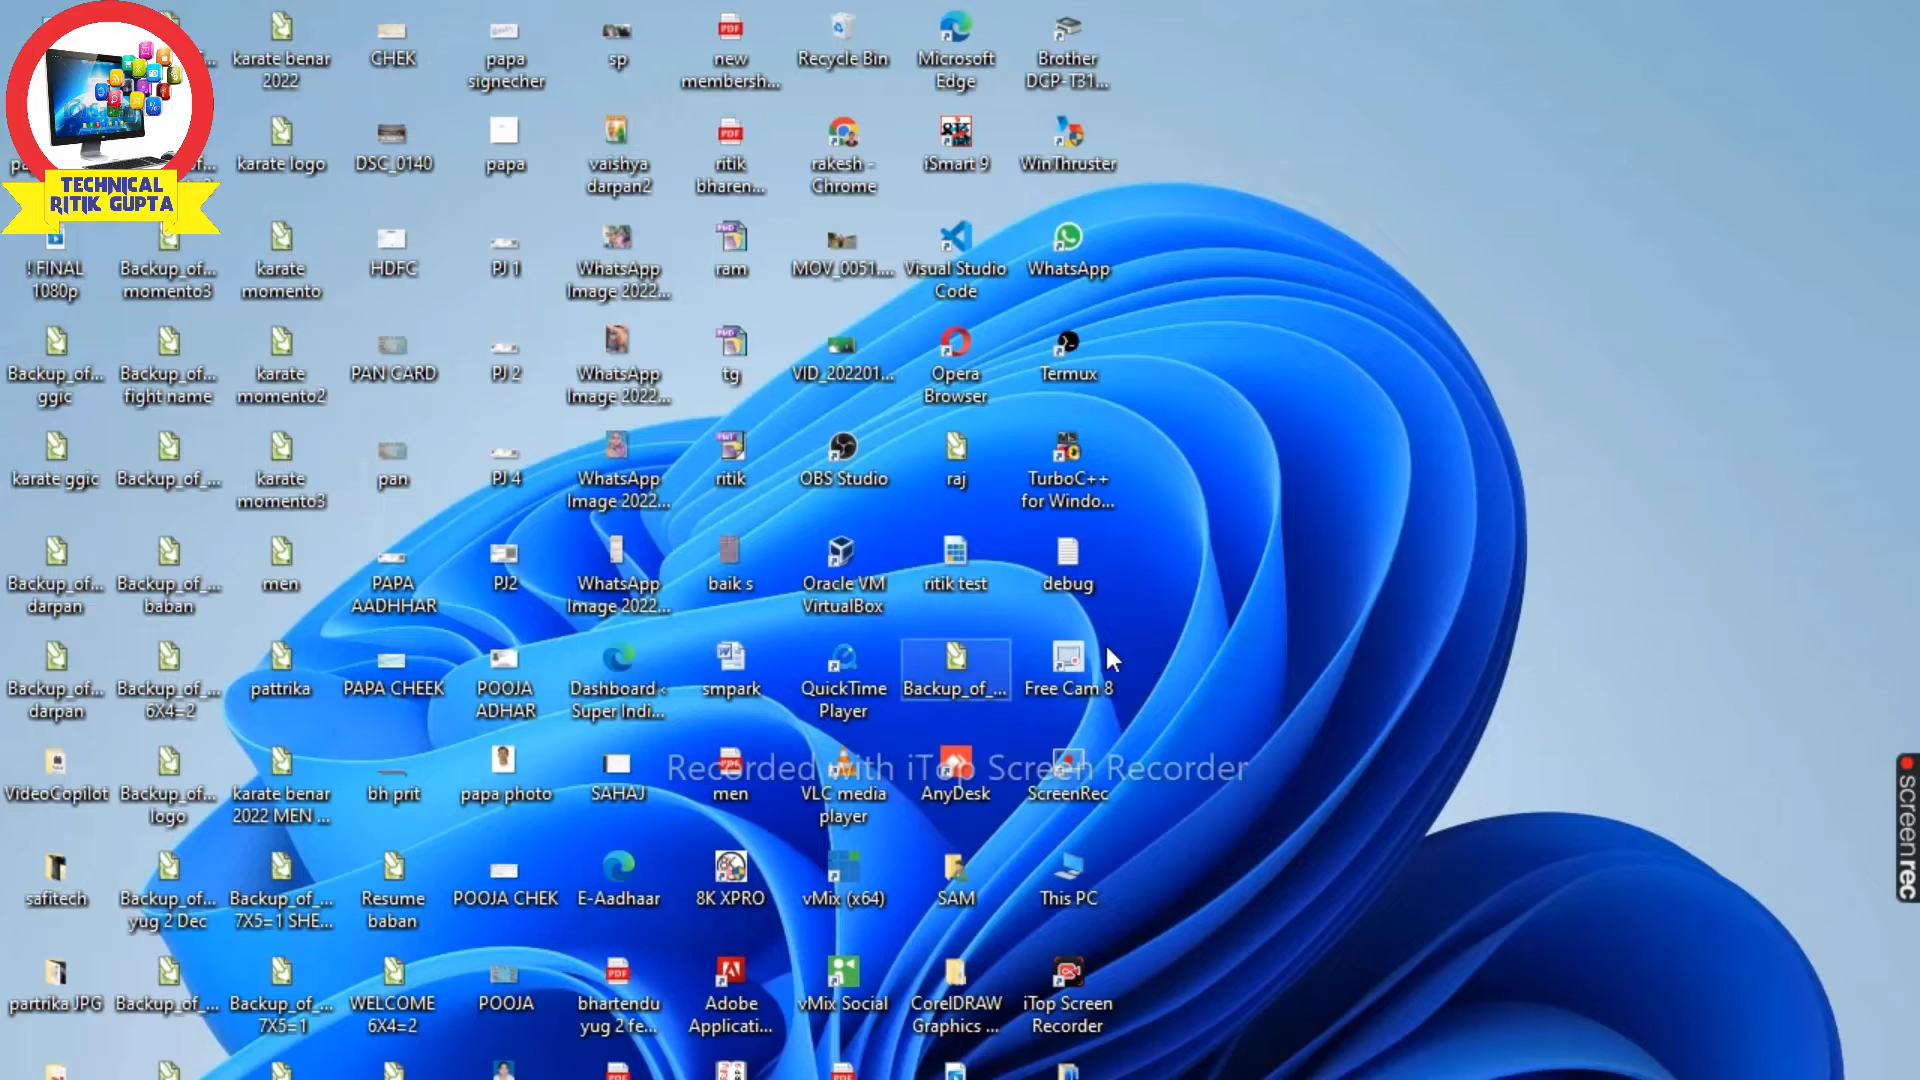 TECHNICAL
RITIK GUPTA
karate benar
2022
CHEK
papa
signecher
sp
new
membersh...
Recycle Bin
Microsoft
Edge
Brother
DCP-T31...
karate logo
DSC_0140
papa
vaishya
darpan2
ritik
bharen...
rakesh -
Chrome
iSmart 9
WinThruster
! FINAL
1080p
Backup_of...
momento3
karate
momento
HDFC
PJ 1
WhatsApp
Image 2022...
ram
MOV_0051....
Visual Studio
Code
WhatsApp
Backup_of...
ggic
Backup_of...
fight name
karate
momento2
PAN CARD
PJ 2
WhatsApp
Image 2022...
tg
VID_202201...
Opera
Browser
Termux
karate ggic
Backup_of_...
karate
momento3
pan
PJ 4
WhatsApp
Image 2022...
ritik
OBS Studio
raj
TurboC++
for Windo...
Backup_of...
darpan
Backup_of_...
baban
men
PAPA
AADHHAR
PJ2
WhatsApp
Image 2022...
baik s
Oracle VM
VirtualBox
ritik test
debug
Backup_of...
darpan
Backup_of_...
6X4=2
pattrika
PAPA CHEEK
POOJA
ADHAR
Dashboard -
Super Indi...
smpark
QuickTime
Player
Backup_of_...
Free Cam 8
Recorded with iTop Screen Recorder
VideoCopilot
Backup_of...
logo
karate benar
2022 MEN ...
bh prit
papa photo
SAHAJ
men
VLC media
player
AnyDesk
ScreenRec
screenrec
safitech
Backup_of...
yug 2 Dec
Backup_of_...
7X5=1 SHE...
Resume
baban
POOJA CHEK
E-Aadhaar
8K XPRO
vMix (x64)
SAM
This PC
partrika JPG
Backup_of_...
Backup_of_...
7X5=1
WELCOME
6X4=2
POOJA
bhartendu
yug 2 fe...
Adobe
Applicati...
vMix Social
CorelDRAW
Graphics ...
iTop Screen
Recorder